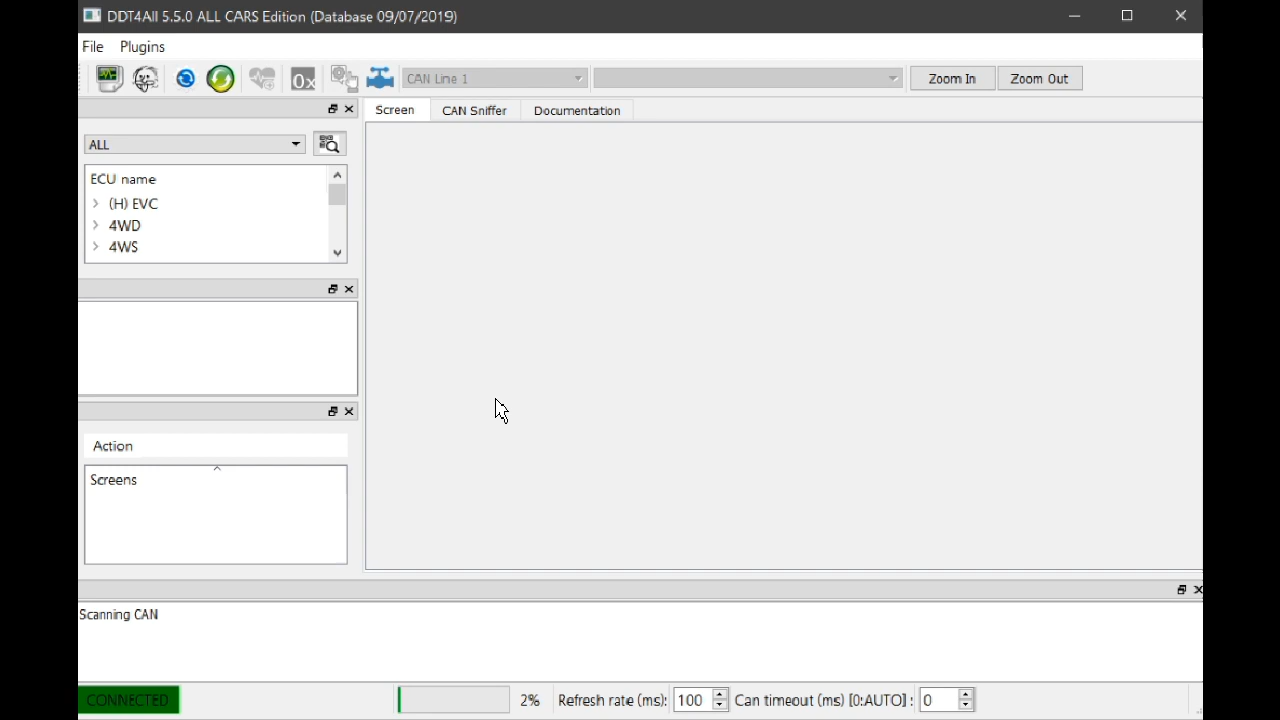 DDT4All 5.5.0 ALL CARS Edition (Database 09/07/2019)
File Plugins
0x CAN Line 1 Zoom In Zoom Out
Screen CAN Sniffer Documentation
ALL
ECU name
(H) EVC
4WD
4WS
Action
Screens
Scanning CAN
CONNECTED 2% Refresh rate (ms): 100 Can timeout (ms) [0:AUTO] : 0